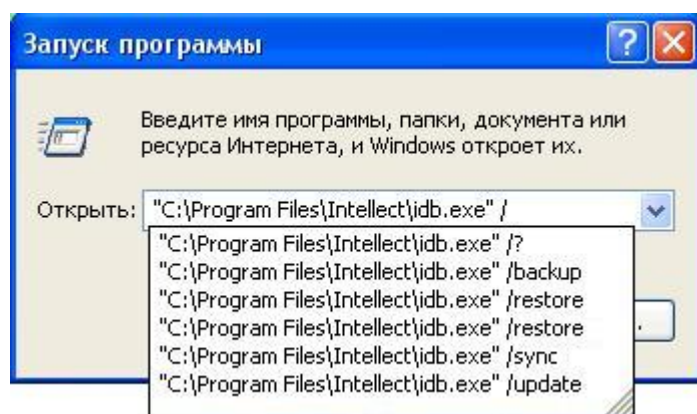 Запуск программы
Введите имя программы, папки, документа или
ресурса Интернета, и Windows откроет их.
Открыть: "C:\Program Files\Intellect\idb.exe" /
"C:\Program Files\Intellect\idb.exe" /?
"C:\Program Files\Intellect\idb.exe" /backup
"C:\Program Files\Intellect\idb.exe" /restore
"C:\Program Files\Intellect\idb.exe" /restore
"C:\Program Files\Intellect\idb.exe" /sync
"C:\Program Files\Intellect\idb.exe" /update